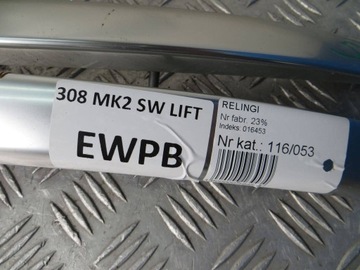 308 MK2 SW LIFT
EWPB
RELINGI
Nr fabr. 23%
Indeks. 016453
Nr kat.: 116/053